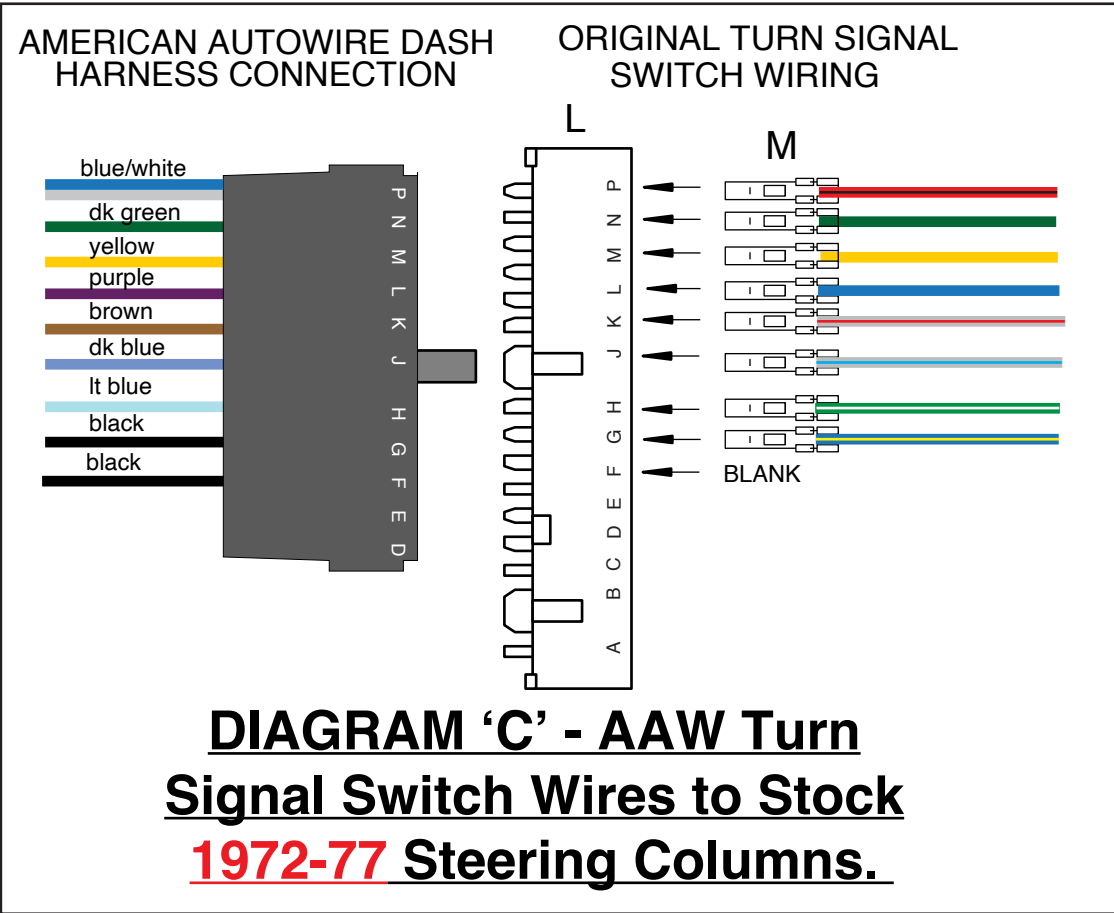 AMERICAN AUTOWIRE DASH
HARNESS CONNECTION
ORIGINAL TURN SIGNAL
SWITCH WIRING
L
M
blue/white
dk green
yellow
purple
brown
dk blue
lt blue
black
black
P
N
M
L
K
J
H
G
F
E
D
P
N
M
L
K
J
H
G
F
E
D
C
B
A
BLANK
DIAGRAM ‘C’ - AAW Turn
Signal Switch Wires to Stock
1972-77 Steering Columns.